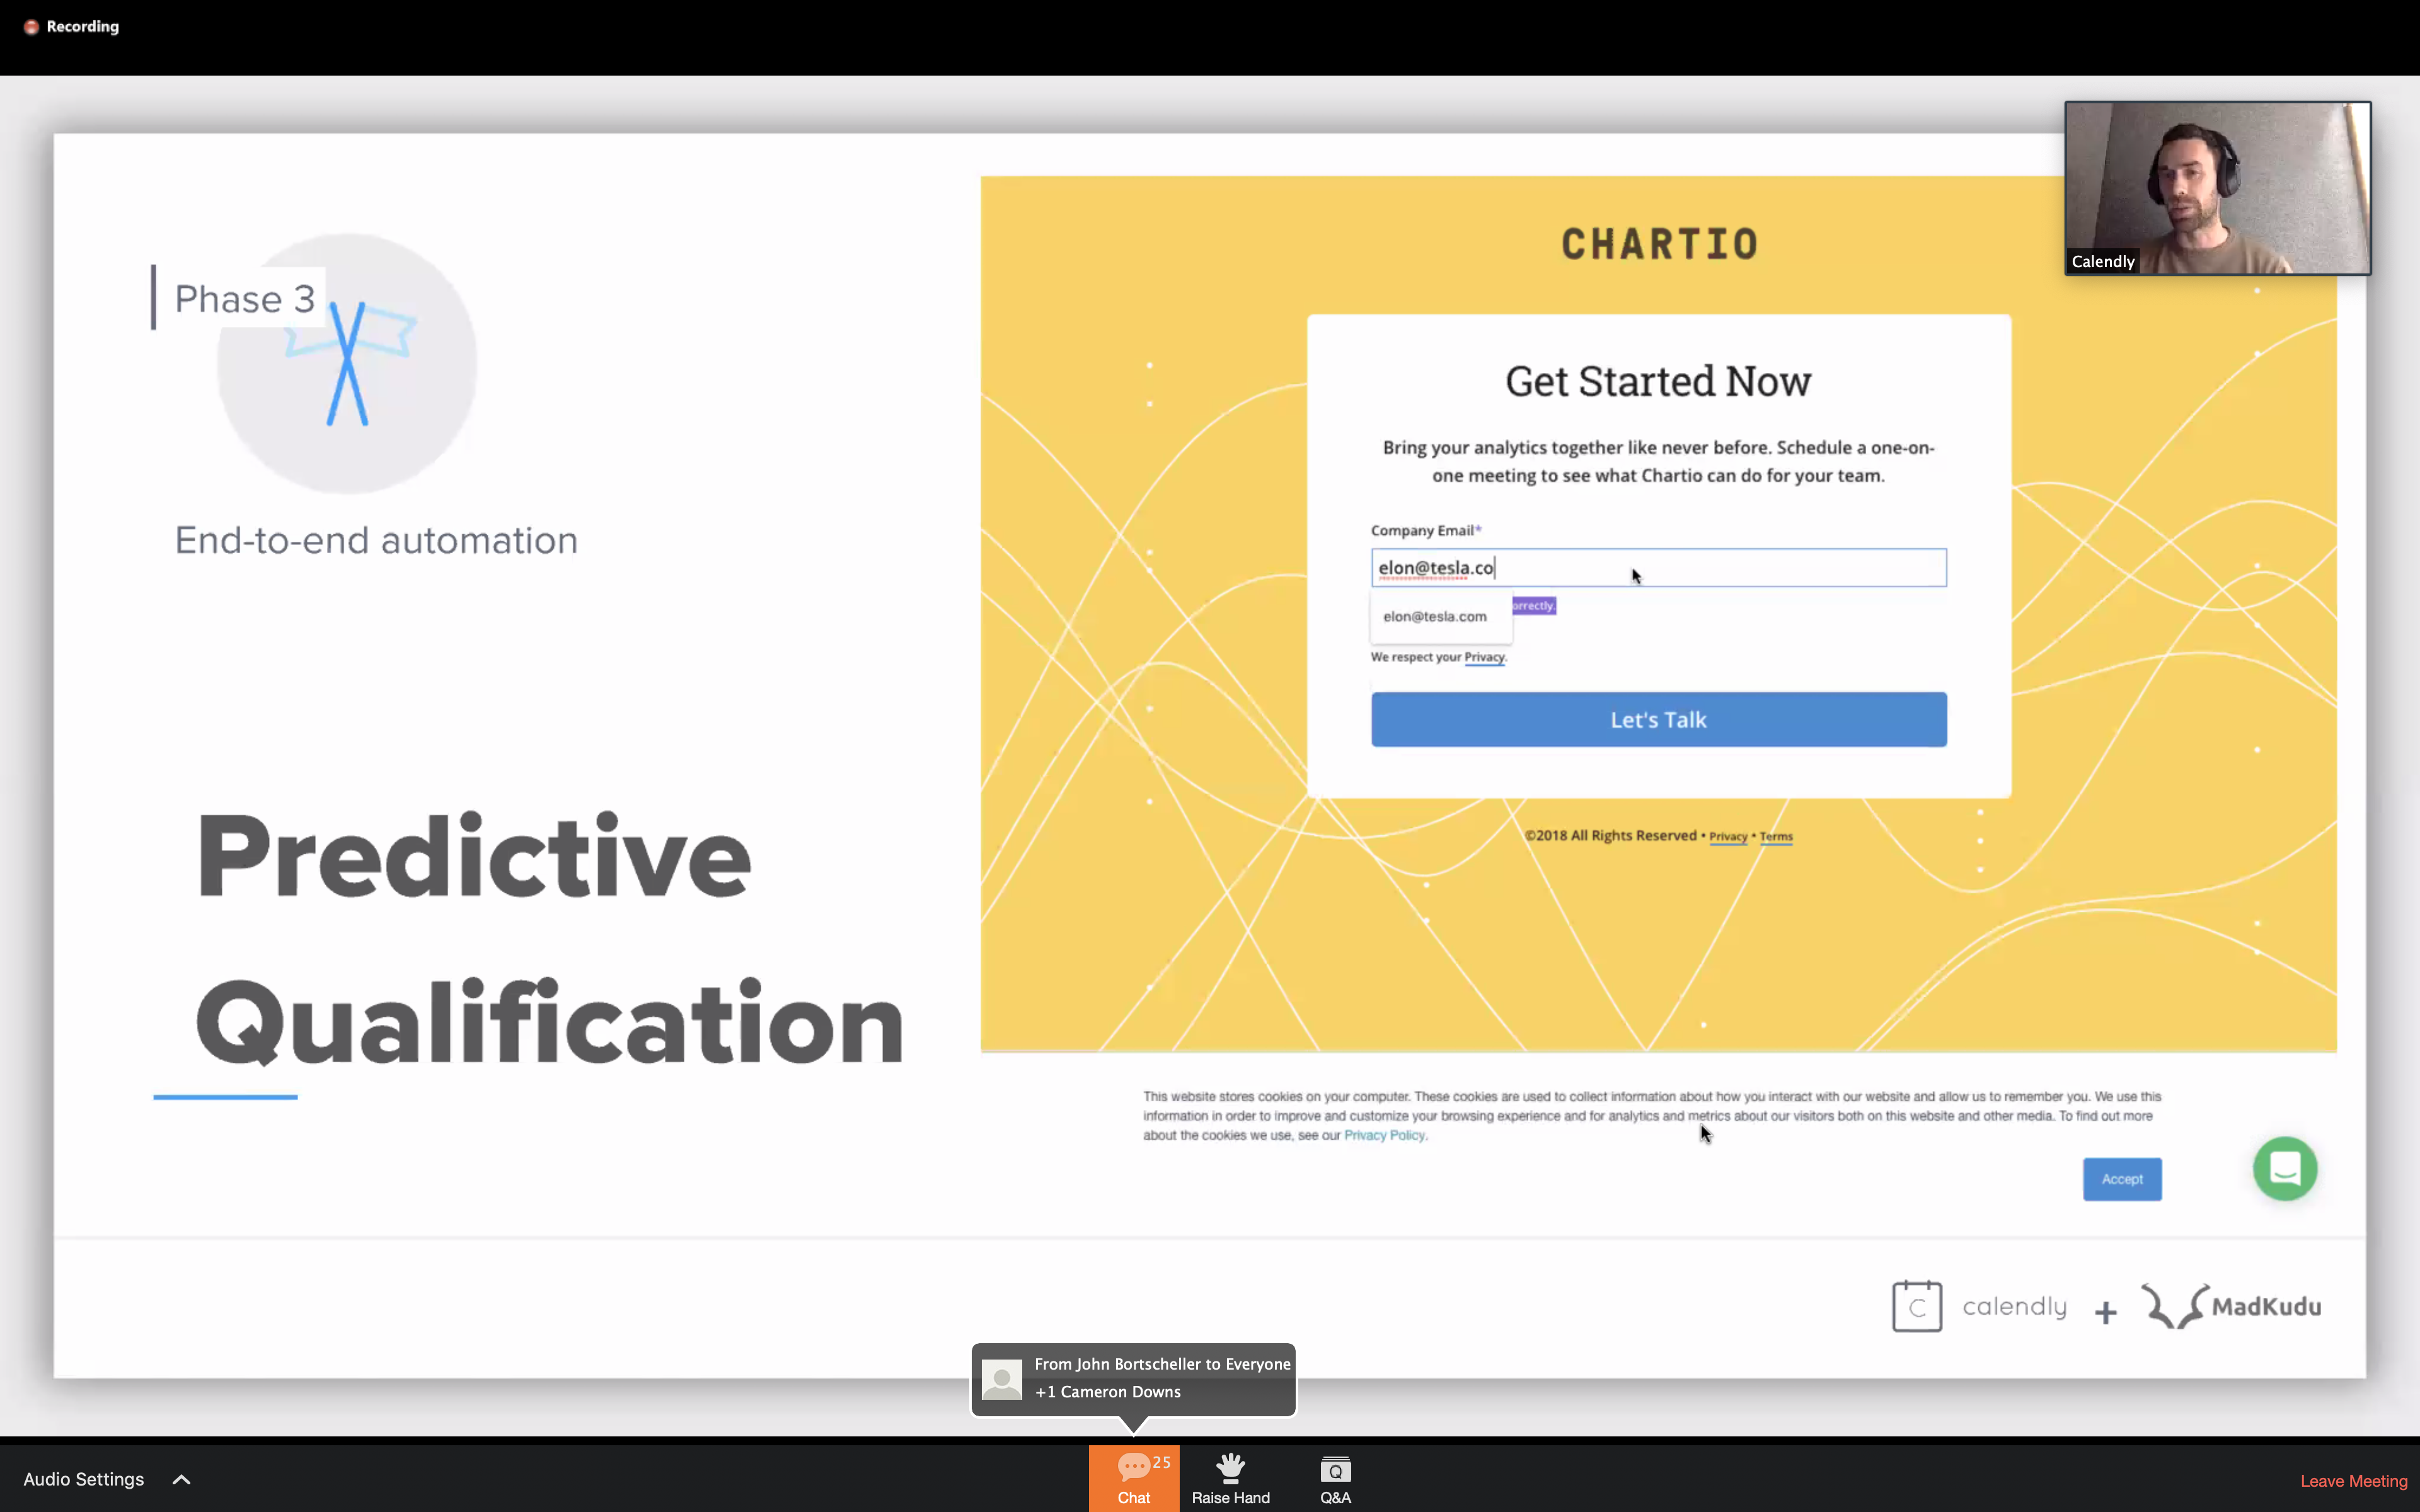 Recording
Phase 3
End-to-end automation
Predictive
Qualification
CHARTIO
Get Started Now
Bring your analytics together like never before. Schedule a one-on-
one meeting to see what Chartio can do for your team.
Company Email*
elon@tesla.co
orrectly.
elon@tesla.com
We respect your Privacy.
Let's Talk
©2018 All Rights Reserved • Privacy • Terms
This website stores cookies on your computer. These cookies are used to collect information about how you interact with our website and allow us to remember you. We use this
information in order to improve and customize your browsing experience and for analytics and metrics about our visitors both on this website and other media. To find out more
about the cookies we use, see our Privacy Policy.
Accept
Calendly
C calendly + MadKudu
From John Bortscheller to Everyone
+1 Cameron Downs
Audio Settings
25
Chat
Raise Hand
Q
Q&A
Leave Meeting